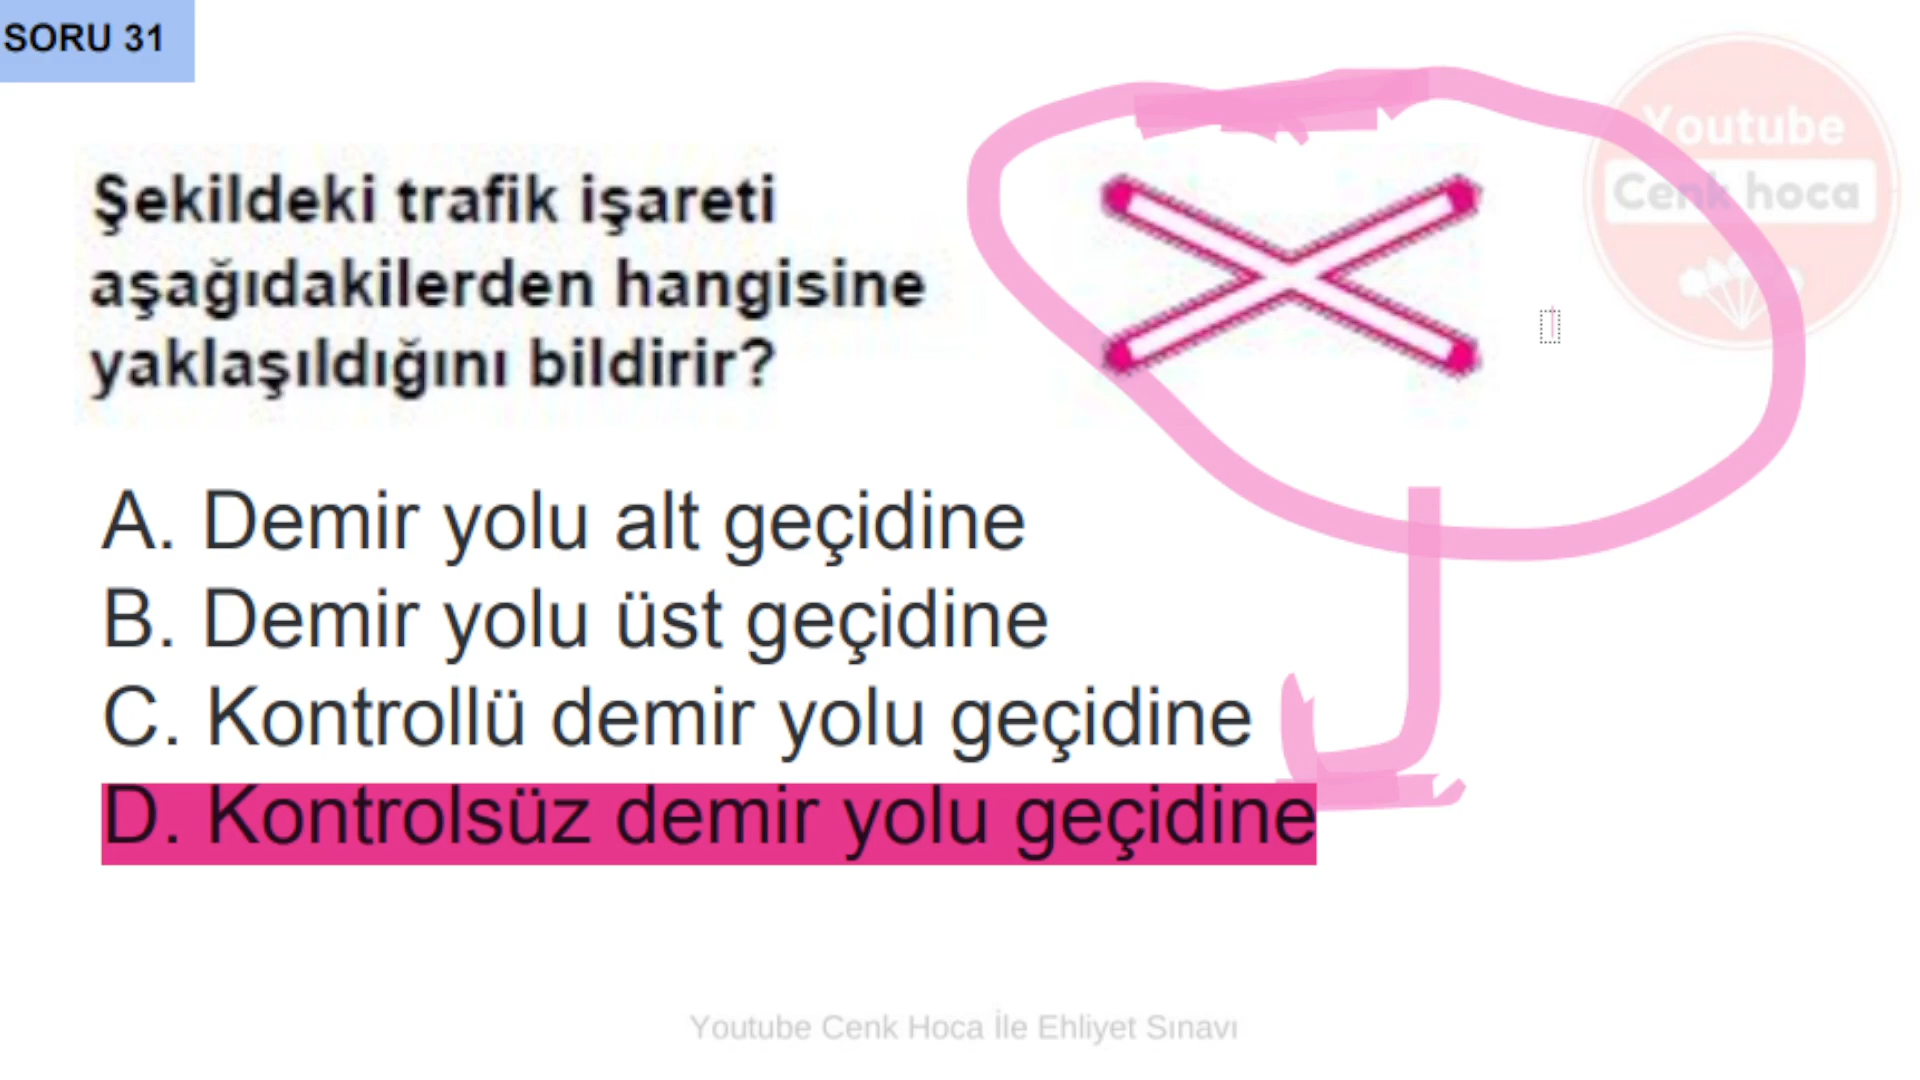 SORU 31
Youtube
Cenk hoca
Şekildeki trafik işareti
aşağıdakilerden hangisine
yaklaşıldığını bildirir?
A. Demir yolu alt geçidine
B. Demir yolu üst geçidine
C. Kontrollü demir yolu geçidine
D. Kontrolsüz demir yolu geçidine
Youtube Cenk Hoca İle Ehliyet Sınavı